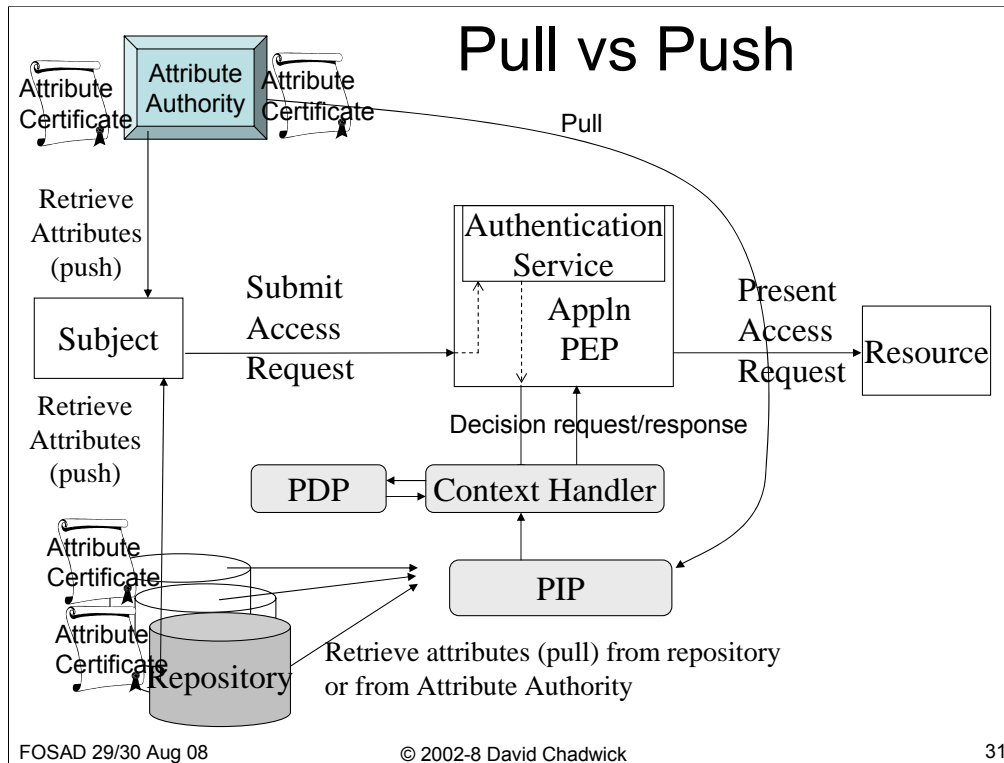 Pull vs Push
Attribute
Certificate
Attribute
Authority
Attribute
Certificate
Pull
Retrieve
Attributes
(push)
Authentication
Service
Submit
Access
Request
Appln
PEP
Present
Access
Request
Subject
Resource
Retrieve
Attributes
(push)
Decision request/response
PDP
Context Handler
Attribute
Certificate
PIP
Attribute
Certificate
Repository
Retrieve attributes (pull) from repository
or from Attribute Authority
FOSAD 29/30 Aug 08
© 2002-8 David Chadwick
31